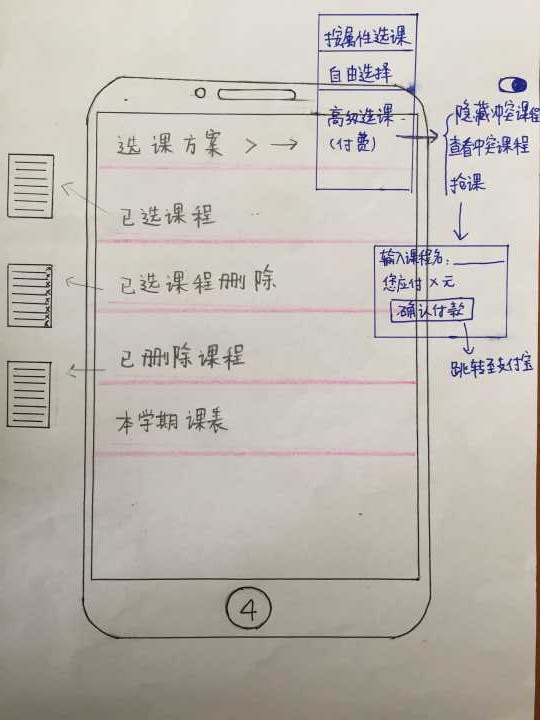 按属性选课
自由选择
高级选课
(付费)
隐藏冲突课程
查看冲突课程
抢课
选课方案 >
已选课程
已选课程删除
已删除课程
本学期课表
输入课程名:
您应付 x 元
确认付款
跳转至支付宝
4